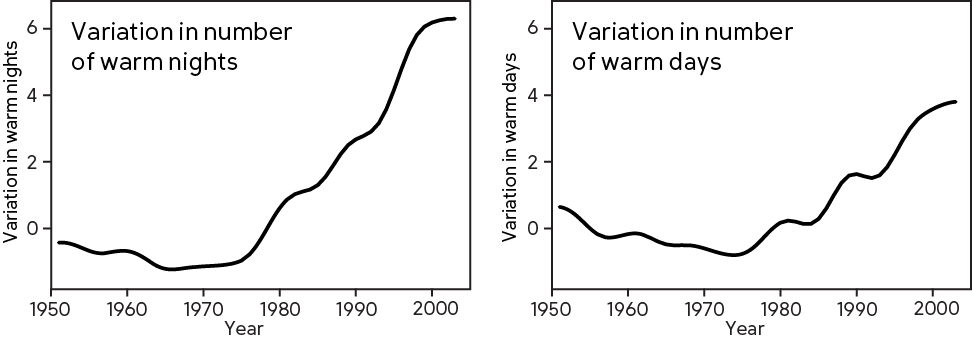 Variation in number
of warm nights
Variation in warm nights
6
4
2
0
1950 1960 1970 1980 1990 2000
Year
Variation in number
of warm days
Variation in warm days
6
4
2
0
1950 1960 1970 1980 1990 2000
Year